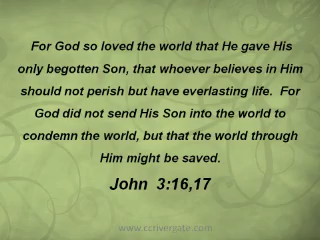 For God so loved the world that He gave His
only begotten Son, that whoever believes in Him
should not perish but have everlasting life.  For
God did not send His Son into the world to
condemn the world, but that the world through
Him might be saved.
John  3:16,17
www.ccrivergate.com